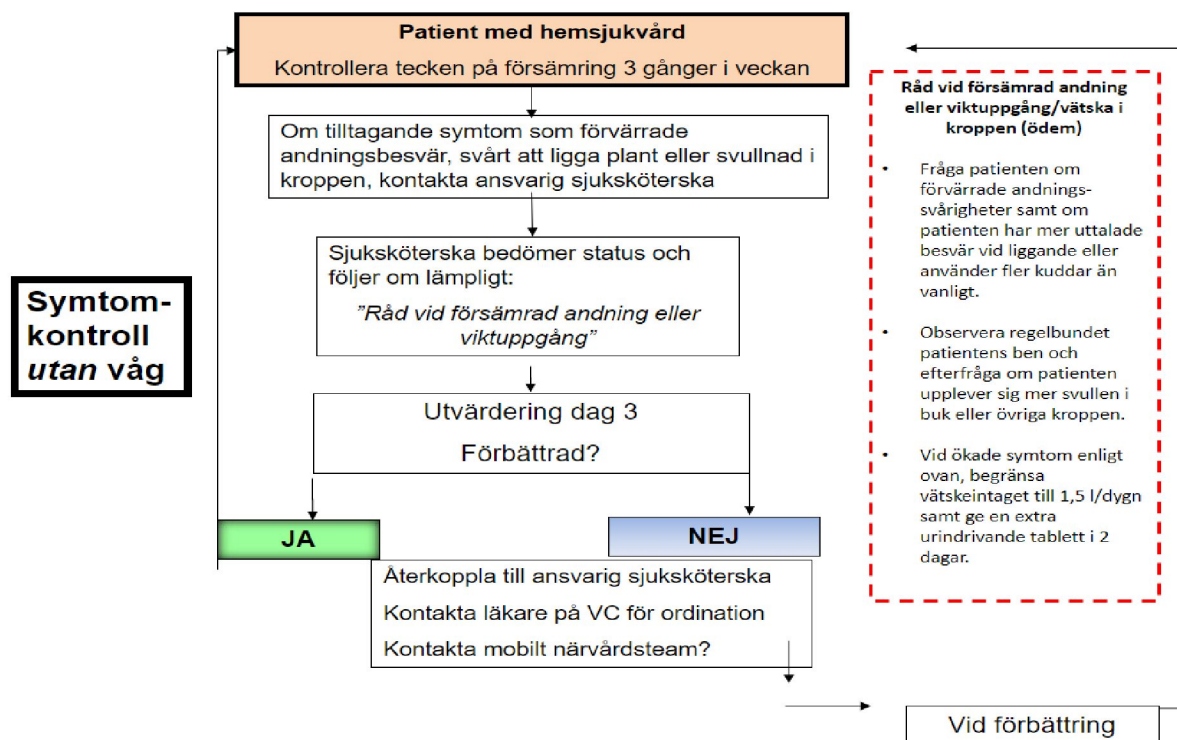 Patient med hemsjukvård
Kontrollera tecken på försämring 3 gånger i veckan
Om tilltagande symtom som förvärrade
andningsbesvär, svårt att ligga plant eller svullnad i
kroppen, kontakta ansvarig sjuksköterska
Sjuksköterska bedömer status och
följer om lämpligt:
”Råd vid försämrad andning eller
viktuppgång”
Symtom-
kontroll
utan våg
Utvärdering dag 3
Förbättrad?
JA
NEJ
Återkoppla till ansvarig sjuksköterska
Kontakta läkare på VC för ordination
Kontakta mobilt närvårdsteam?
Råd vid försämrad andning
eller viktuppgång/vätska i
kroppen (ödem)
• Fråga patienten om
förvärrade andnings-
svårigheter samt om
patienten har mer uttalade
besvär vid liggande eller
använder fler kuddar än
vanligt.
• Observera regelbundet
patientens ben och
efterfråga om patienten
upplever sig mer svullen i
buk eller övriga kroppen.
• Vid ökade symtom enligt
ovan, begränsa
vätskeintaget till 1,5 l/dygn
samt ge en extra
urindrivande tablett i 2
dagar.
Vid förbättring